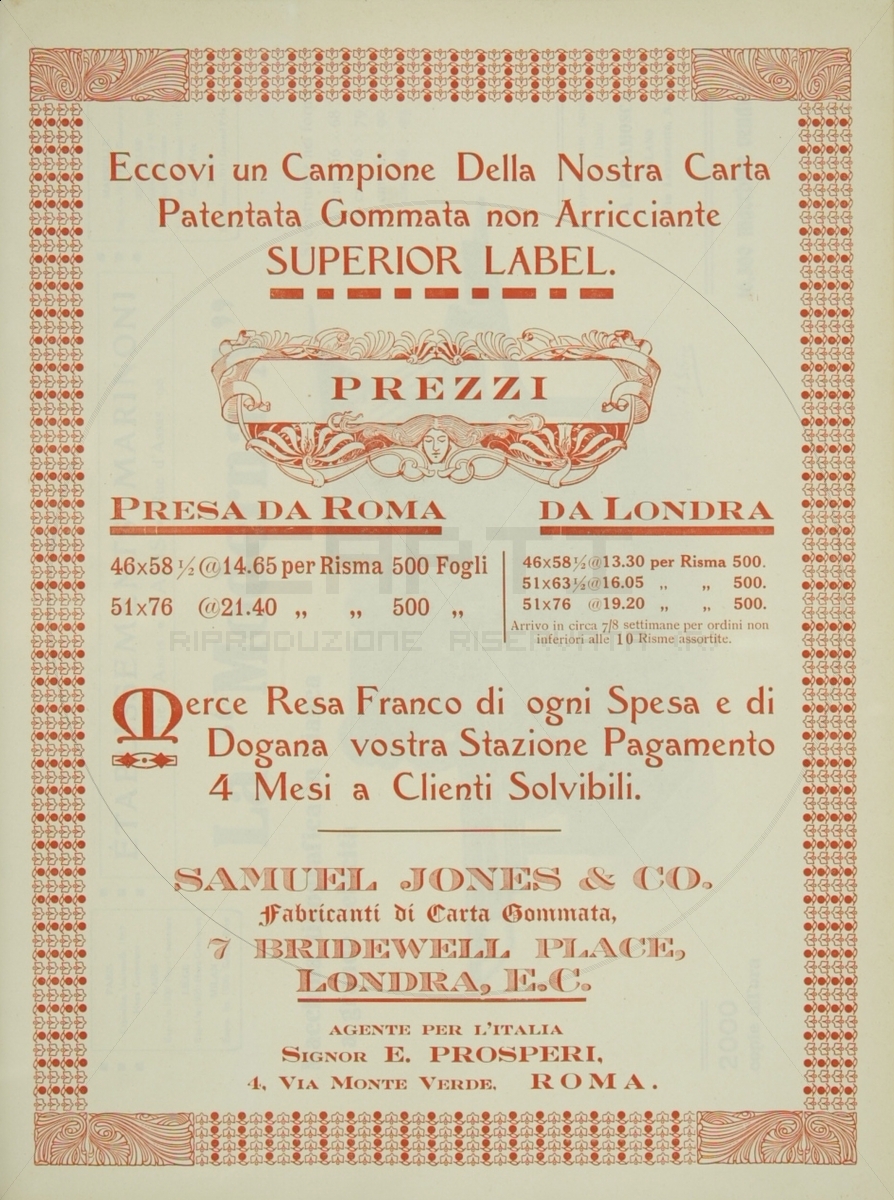 Eccovi un Campione Della Nostra Carta
Patentata Gommata non Arricciante
SUPERIOR LABEL.
PREZZI
PRESA DA ROMA
46x58½@14.65 per Risma 500 Fogli
51x76 @21.40 „ „ 500 „
DA LONDRA
46x58½@13.30 per Risma 500.
51x63½@16.05 „ „ 500.
51x76 @19.20 „ „ 500.
Arrivo in circa 7/8 settimane per ordini non
inferiori alle 10 Risme assortite.
RIPRODUZIONE
Merce Resa Franco di ogni Spesa e di
Dogana vostra Stazione Pagamento
4 Mesi a Clienti Solvibili.
SAMUEL JONES & CO.
Fabricanti di Carta Gommata,
7 BRIDEWELL PLACE,
LONDRA, E.C.
AGENTE PER L'ITALIA
SIGNOR E. PROSPERI,
4, VIA MONTE VERDE, ROMA.